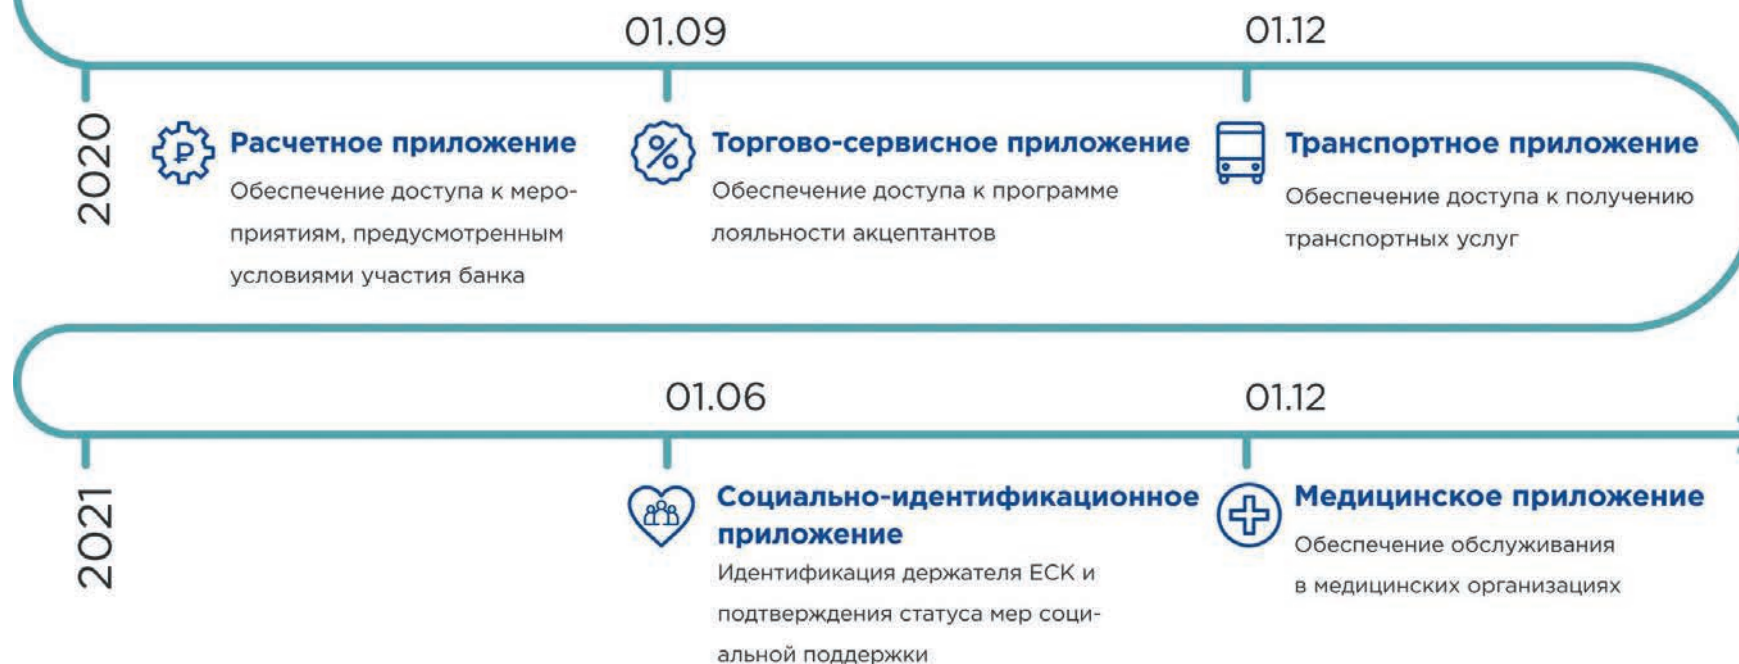 01.09
01.12
2020
Расчетное приложение
Обеспечение доступа к меро-
приятиям, предусмотренным
условиями участия банка
Торгово-сервисное приложение
Обеспечение доступа к программе
лояльности акцептантов
Транспортное приложение
Обеспечение доступа к получению
транспортных услуг
01.06
01.12
2021
Социально-идентификационное
приложение
Идентификация держателя ЕСК и
подтверждения статуса мер соци-
альной поддержки
Медицинское приложение
Обеспечение обслуживания
в медицинских организациях